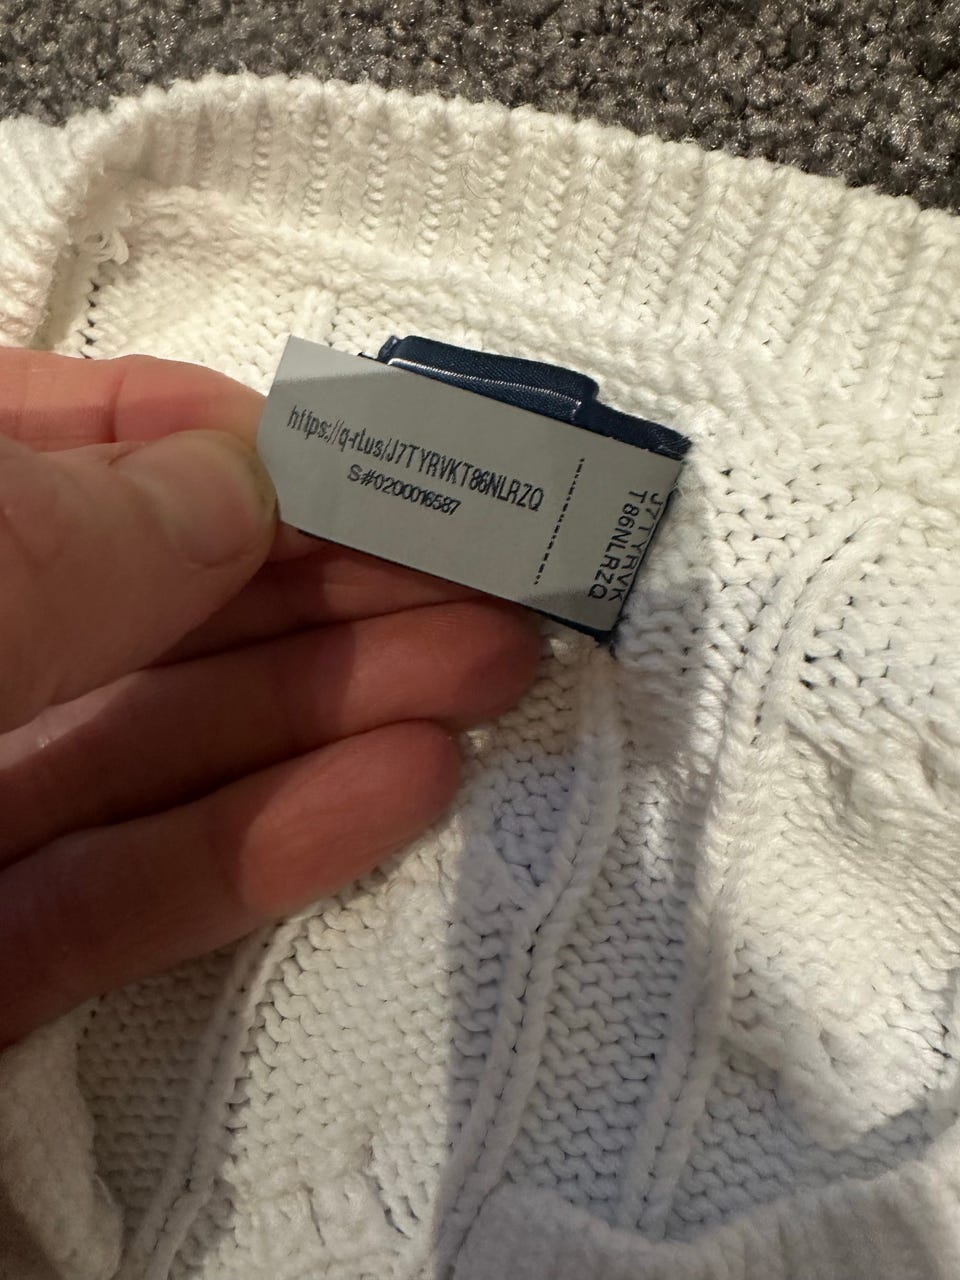 https://q-r.us/J7TYRVKT86NLRZQ
S#0200016587
J7TYRVK
T86NLRZQ